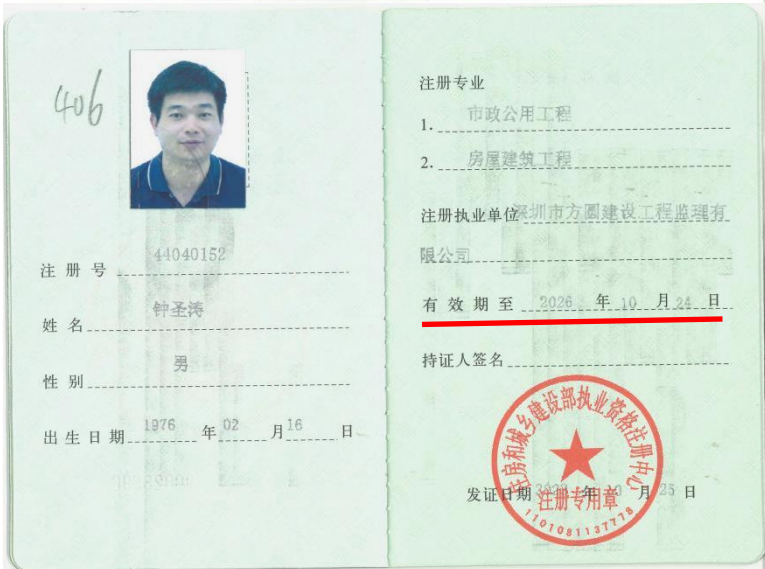 406
注册号 44040152
姓名 钟圣涛
性别 男
出生日期 1976 年 02 月 16 日
注册专业
1. 市政公用工程
2. 房屋建筑工程
注册执业单位 深圳市方圆建设工程监理有
限公司
有效期至 2026 年 10 月 24 日
持证人签名
住房和城乡建设部执业资格注册中心
发证日期 年 10 月 25 日
注册专用章
1101081137778